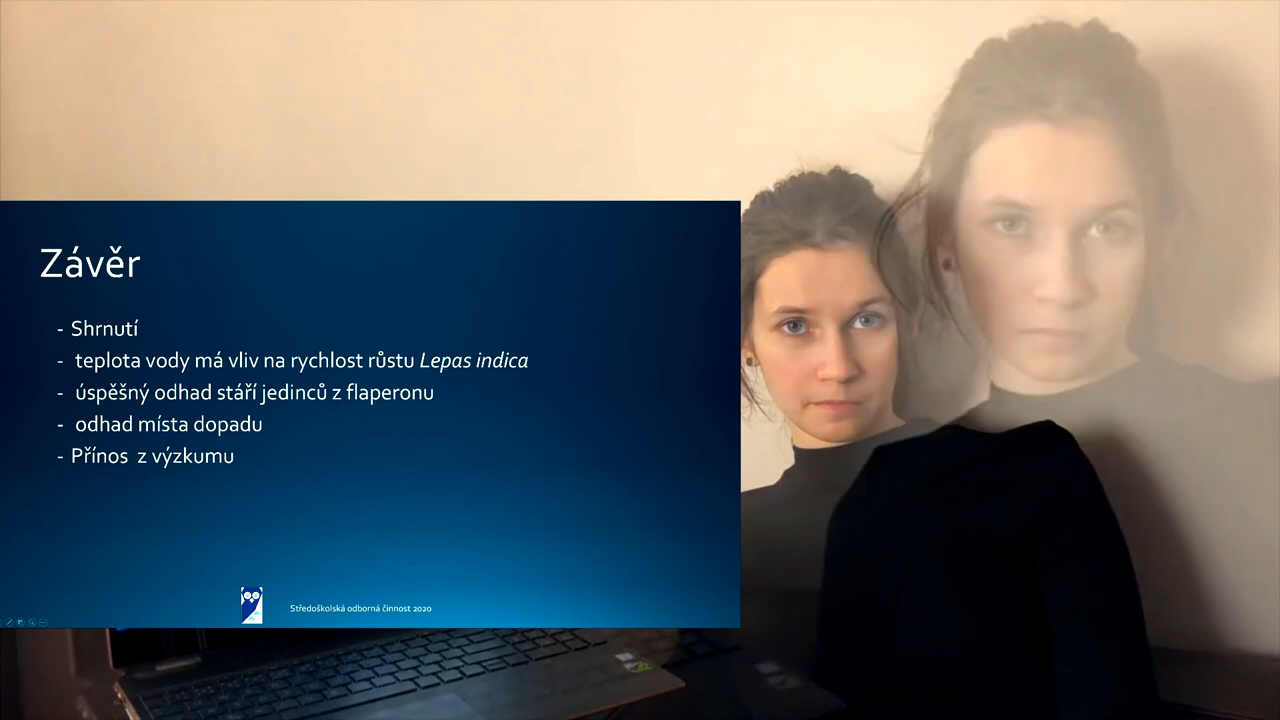 Závěr
- Shrnutí
- teplota vody má vliv na rychlost růstu Lepas indica
- úspěšný odhad stáří jedinců z flaperonu
- odhad místa dopadu
- Přínos z výzkumu
Středoškolská odborná činnost 2020